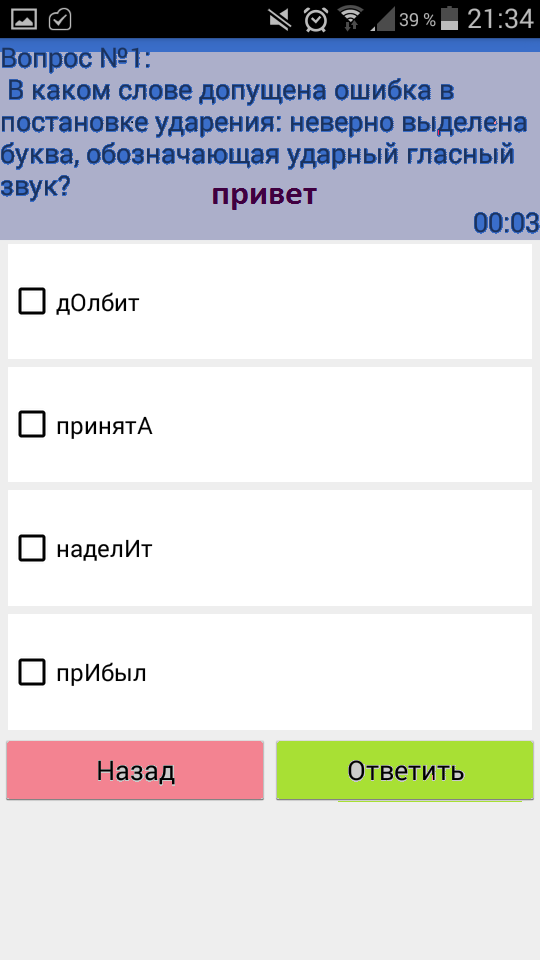 39 % 21:34
Вопрос №1:
В каком слове допущена ошибка в
постановке ударения: неверно выделена
буква, обозначающая ударный гласный
звук?
привет
00:03
дОлбит
принятА
наделИт
прИбыл
Назад
Ответить